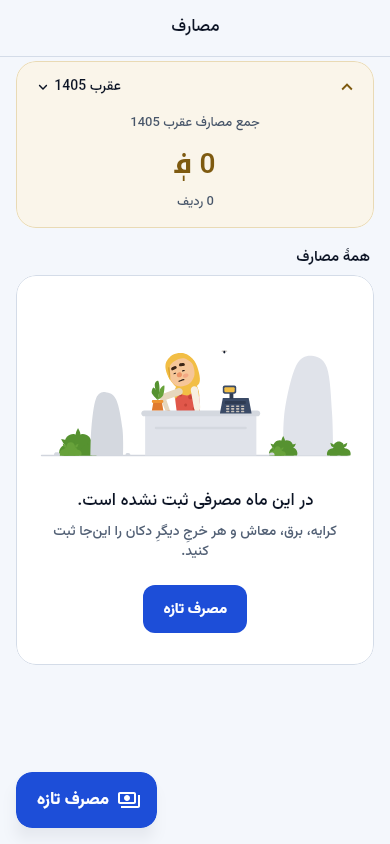 مصارف
عقرب 1405
جمع مصارف عقرب 1405
0 ؋
0 ردیف
همهٔ مصارف
در این ماه مصرفی ثبت نشده است.
کرایه، برق، معاش و هر خرجِ دیگرِ دکان را این‌جا ثبت
کنید.
مصرف تازه
مصرف تازه